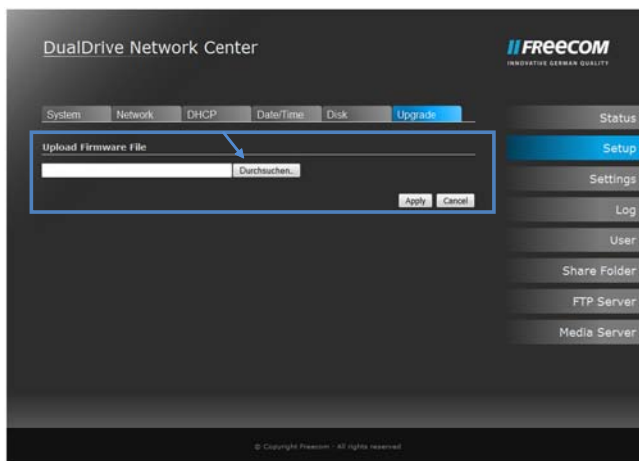 DualDrive Network Center
FREECOM
INNOVATIVE GERMAN QUALITY
System Network DHCP Date/Time Disk Upgrade
Upload Firmware File
Durchsuchen..
Apply Cancel
Status
Setup
Settings
Log
User
Share Folder
FTP Server
Media Server
© Copyright Freecom - All rights reserved